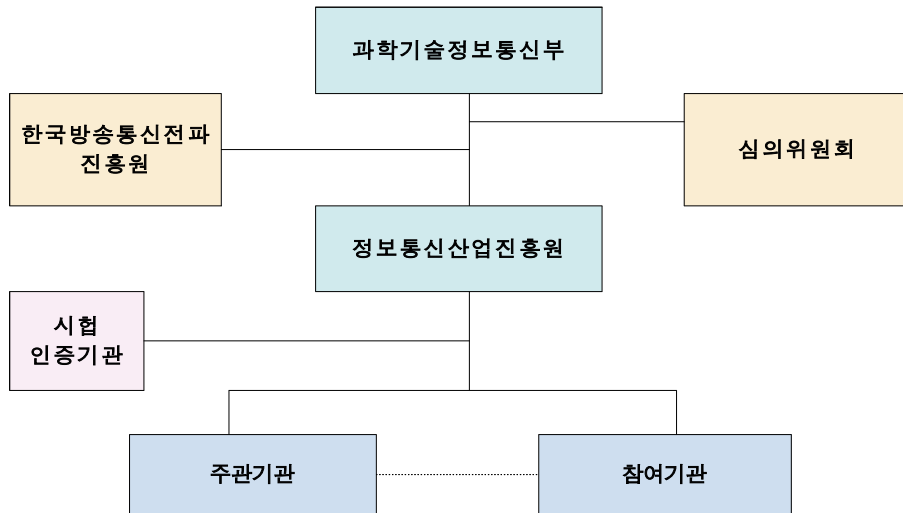 과학기술정보통신부
한국방송통신전파
진흥원
심의위원회
정보통신산업진흥원
시험
인증기관
주관기관
참여기관